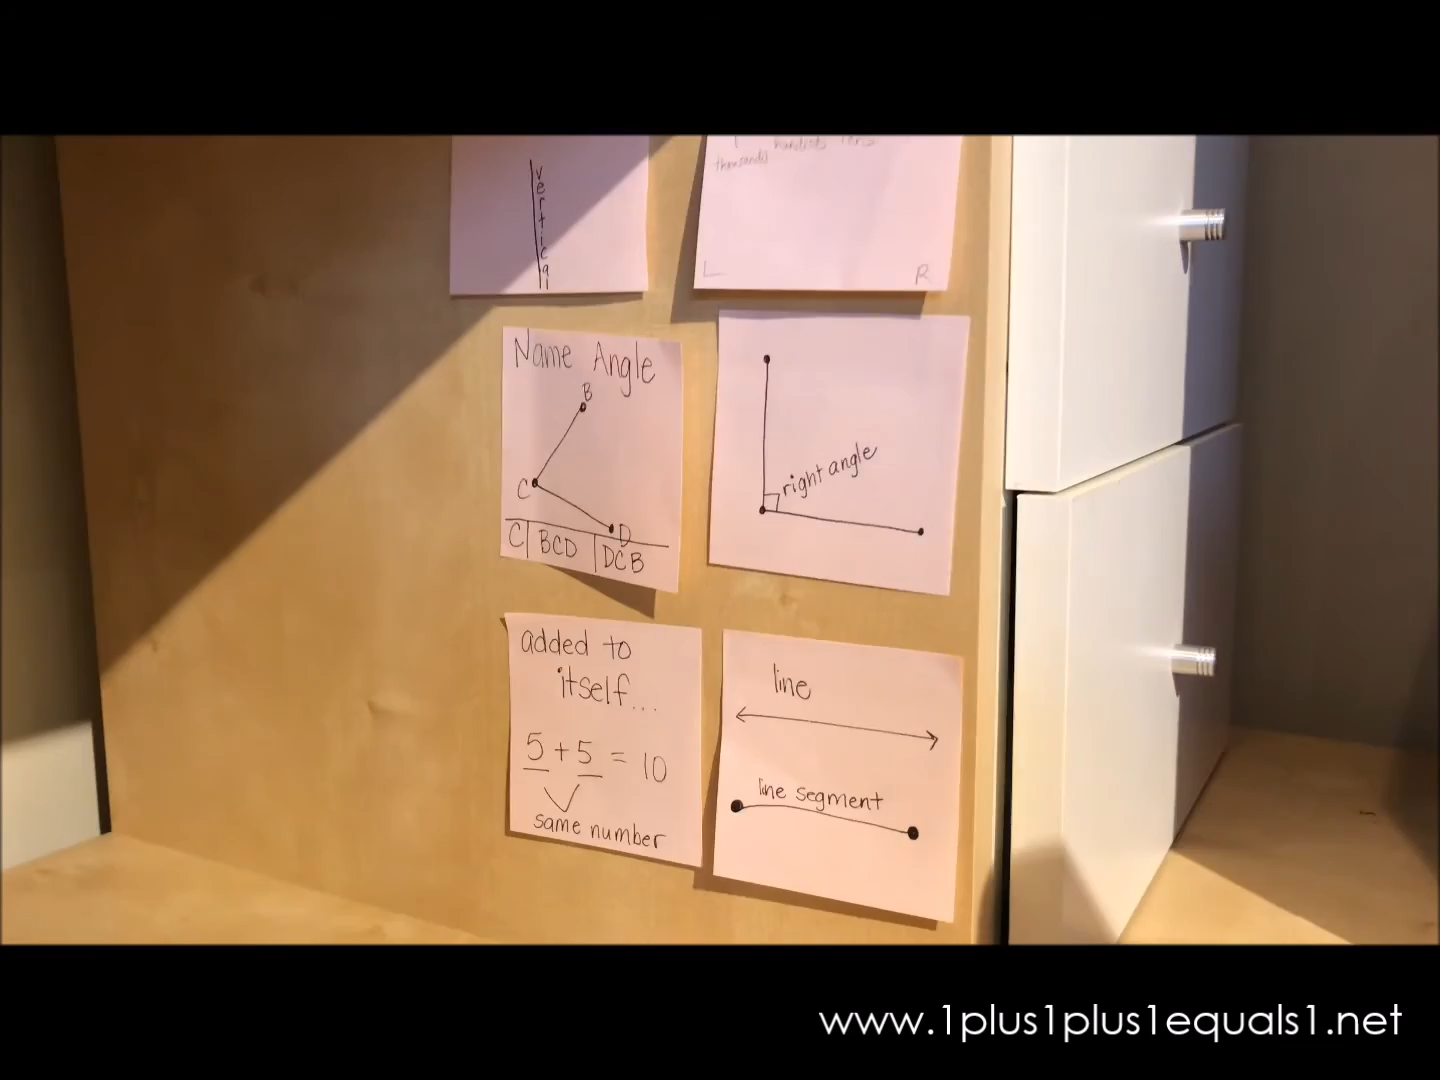 vertical
thousands
L R
Name Angle
B
C
D
C BCD DCB
right angle
added to
itself...
5 + 5 = 10
same number
line
line segment
www.1plus1plus1equals1.net